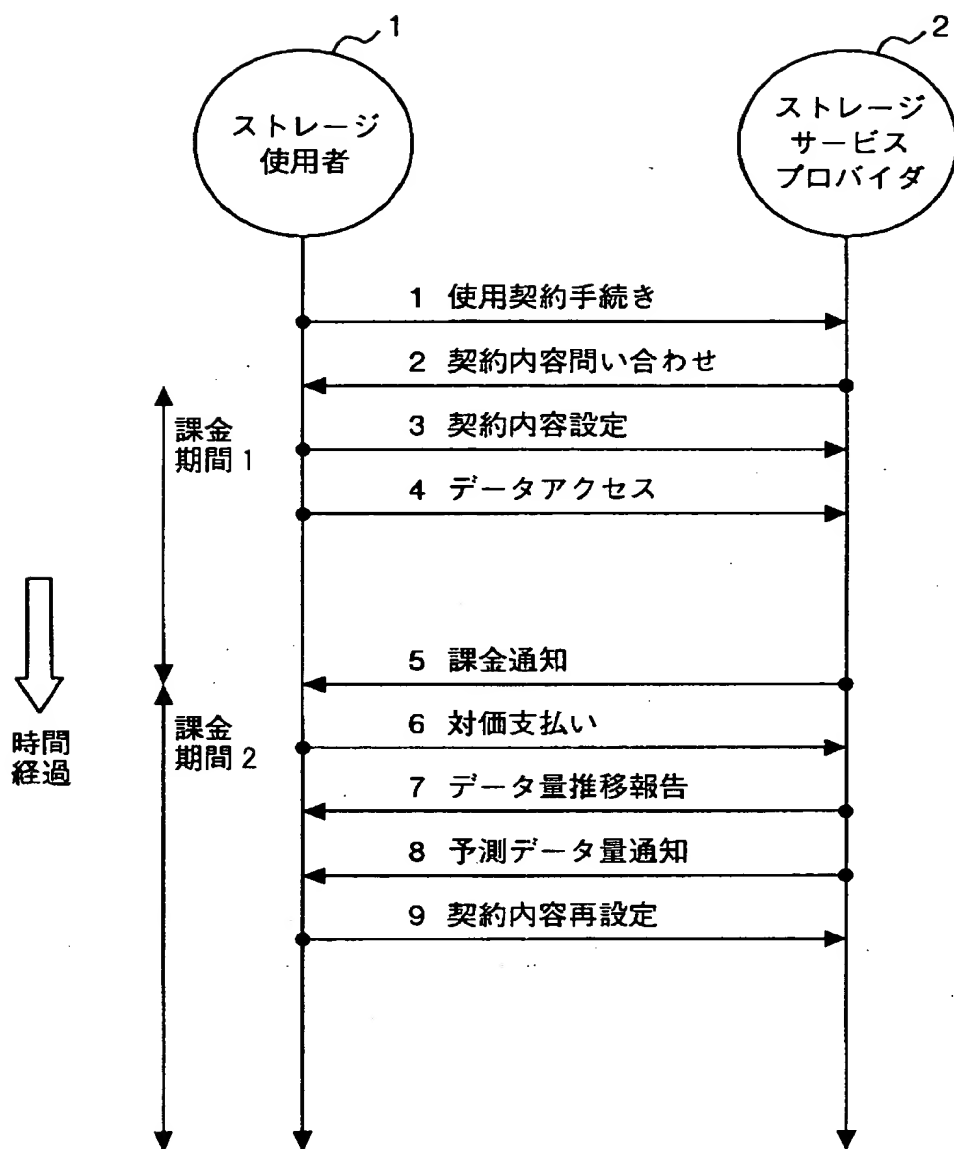 1
2
ストレージ
使用者
ストレージ
サービス
プロバイダ
1 使用契約手続き
2 契約内容問い合わせ
課金
期間1
3 契約内容設定
4 データアクセス
5 課金通知
時間
経過
課金
期間2
6 対価支払い
7 データ量推移報告
8 予測データ量通知
9 契約内容再設定